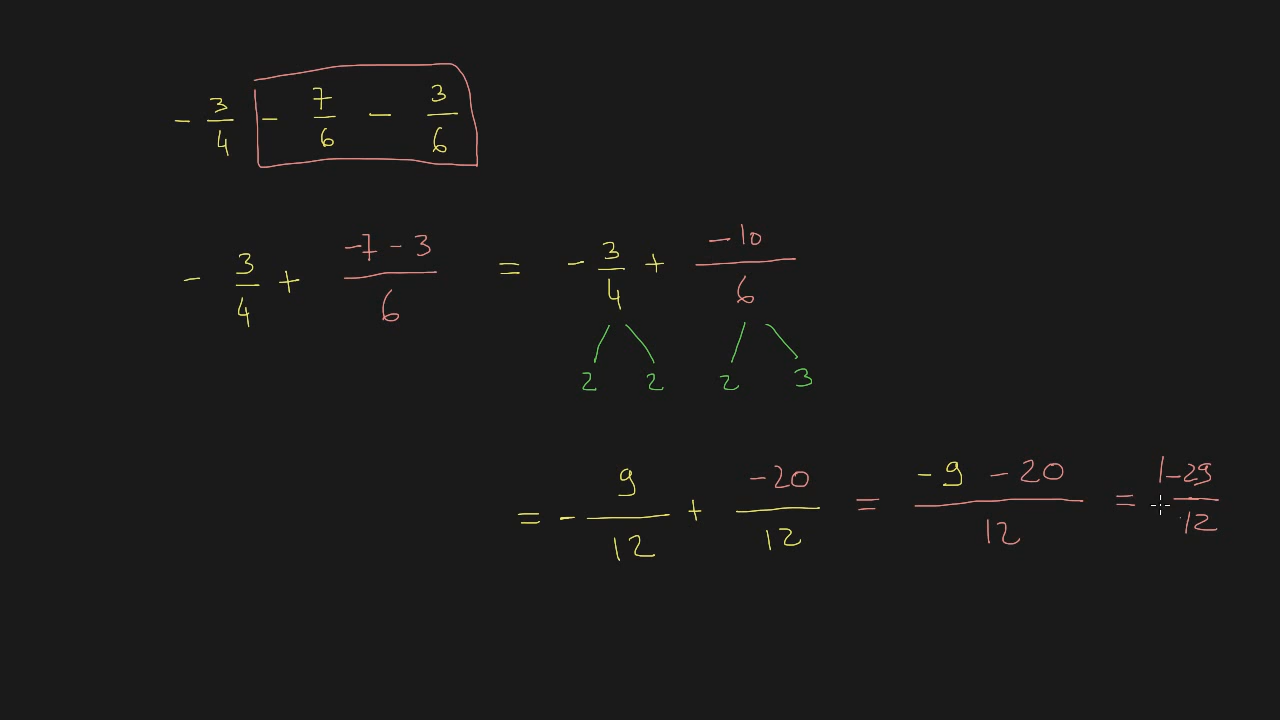 - 3/4 - 7/6 - 3/6
- 3/4 + (-7 - 3)/6 = - 3/4 + (-10)/6
2 2 2 3
= - 9/12 + (-20)/12 = (-9 - 20)/12 = (-29)/12